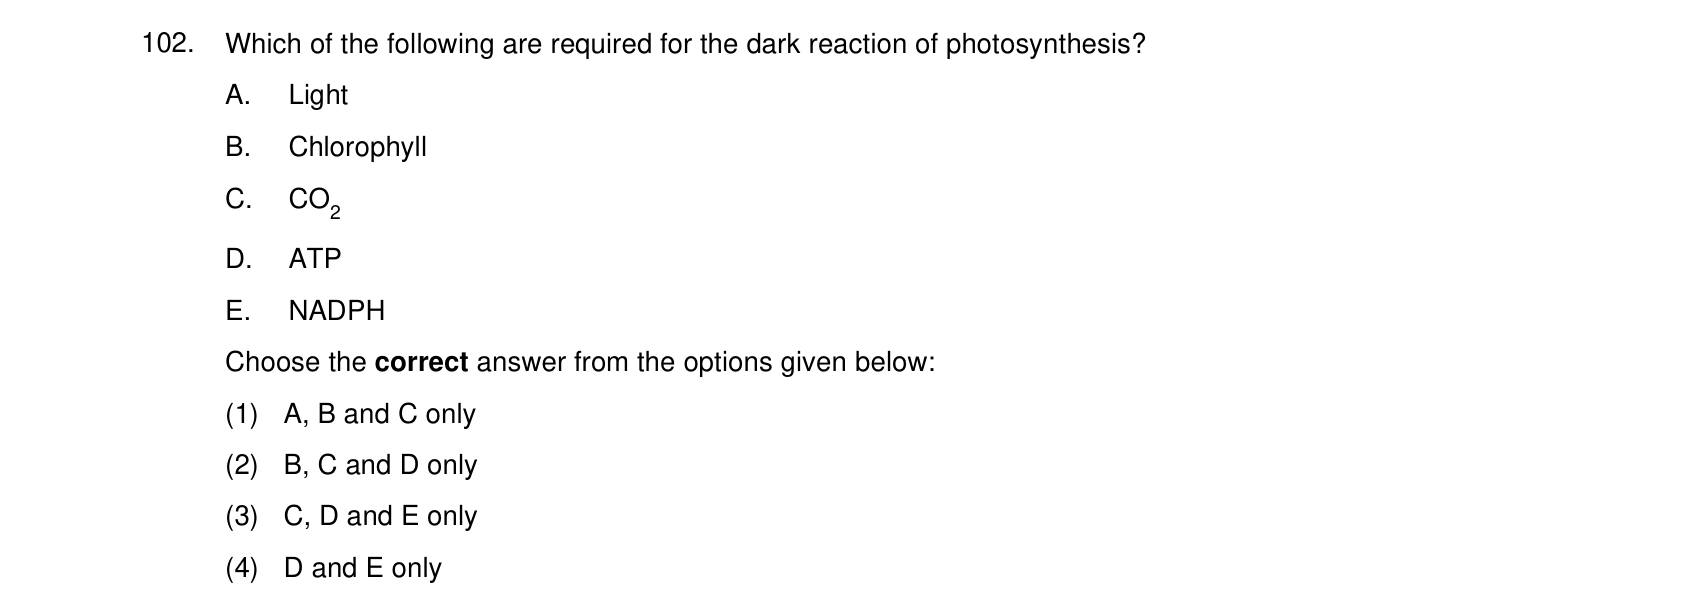 102. Which of the following are required for the dark reaction of photosynthesis?
A. Light
B. Chlorophyll
C. CO₂
D. ATP
E. NADPH
Choose the correct answer from the options given below:
(1) A, B and C only
(2) B, C and D only
(3) C, D and E only
(4) D and E only